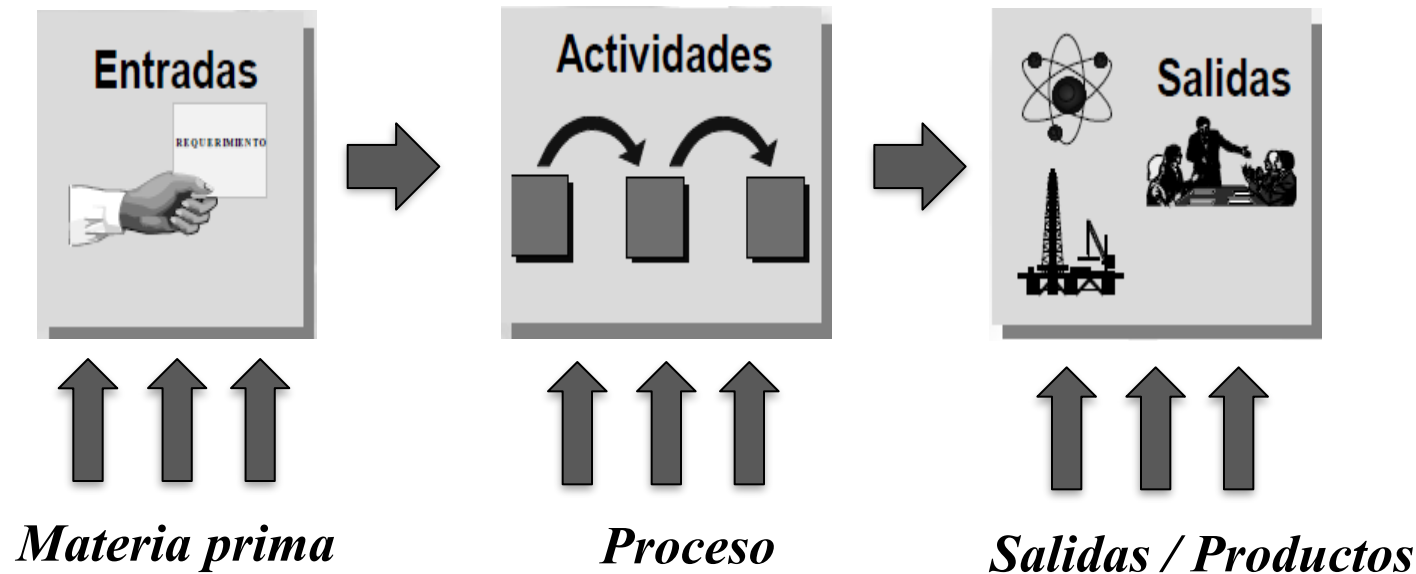 Entradas
REQUERIMIENTO
Actividades
Salidas
Materia prima
Proceso
Salidas / Productos